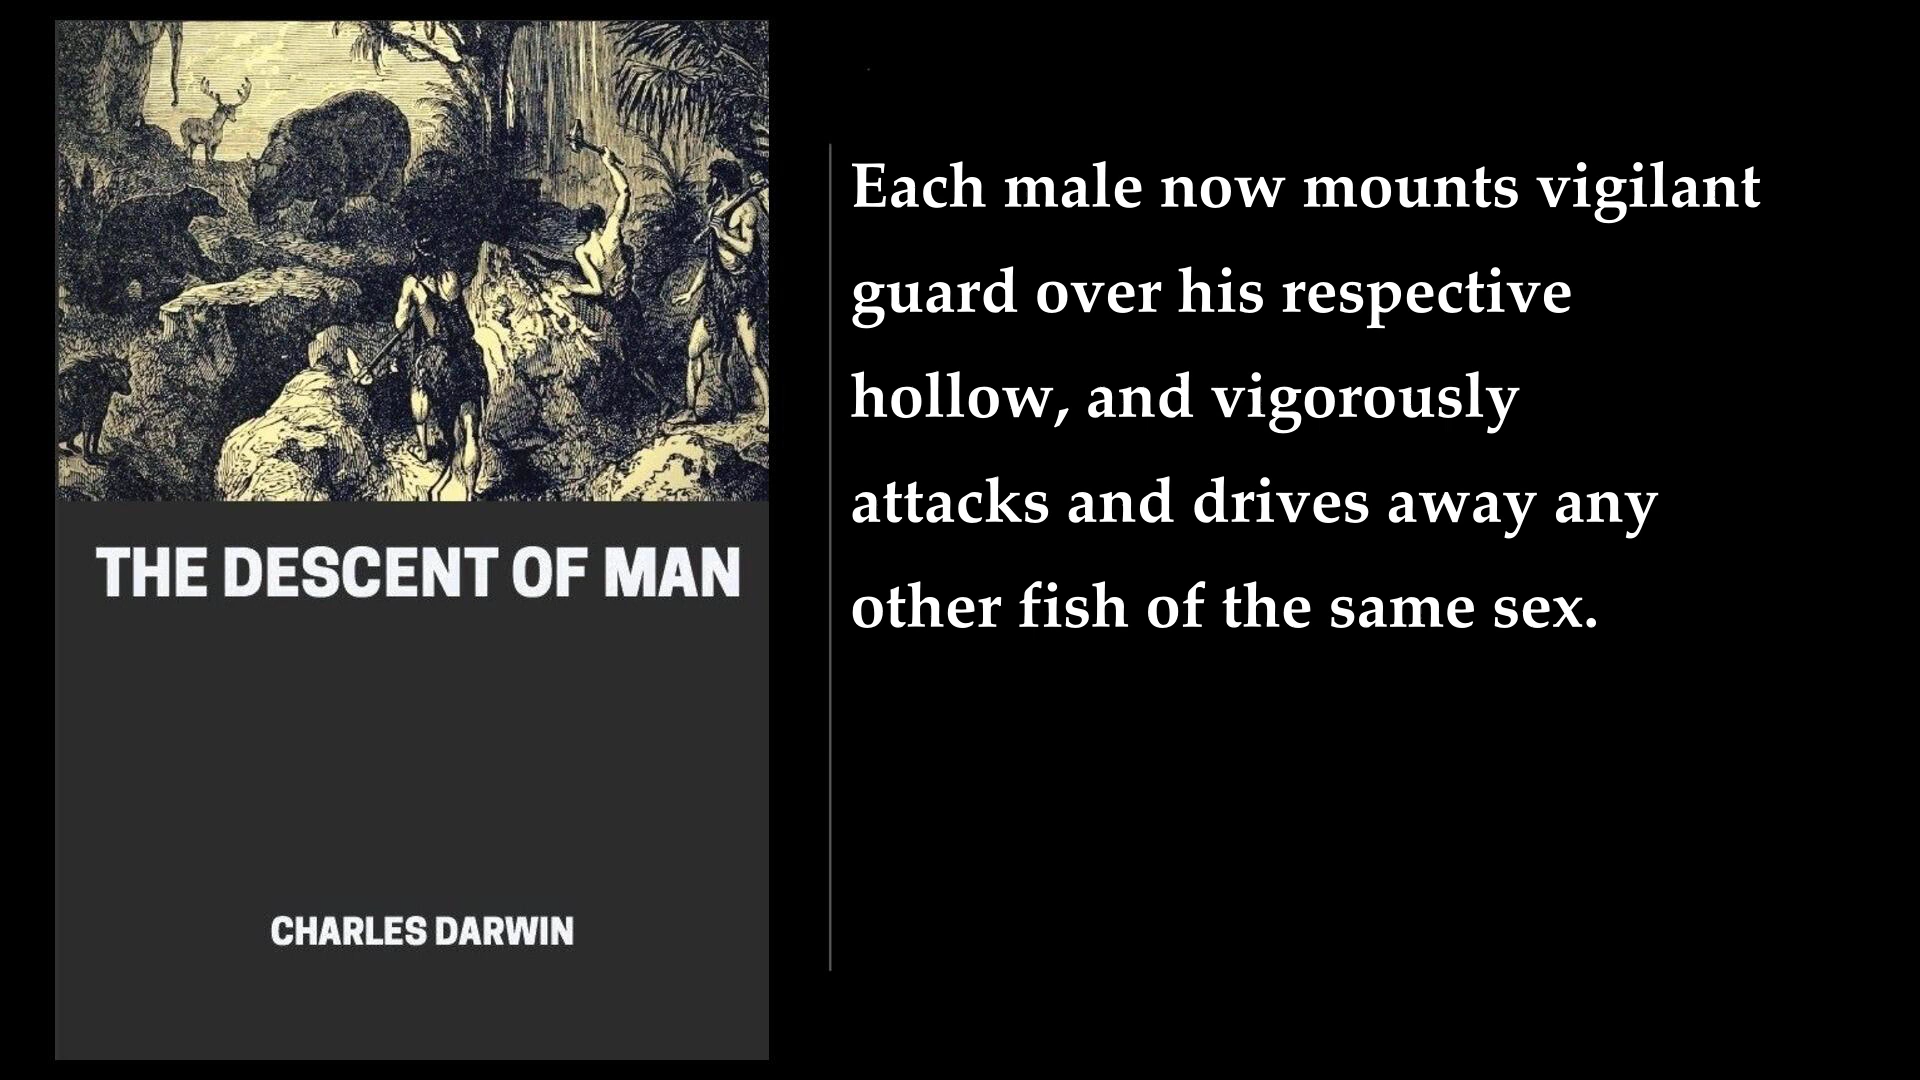 THE DESCENT OF MAN
CHARLES DARWIN
Each male now mounts vigilant
guard over his respective
hollow, and vigorously
attacks and drives away any
other fish of the same sex.